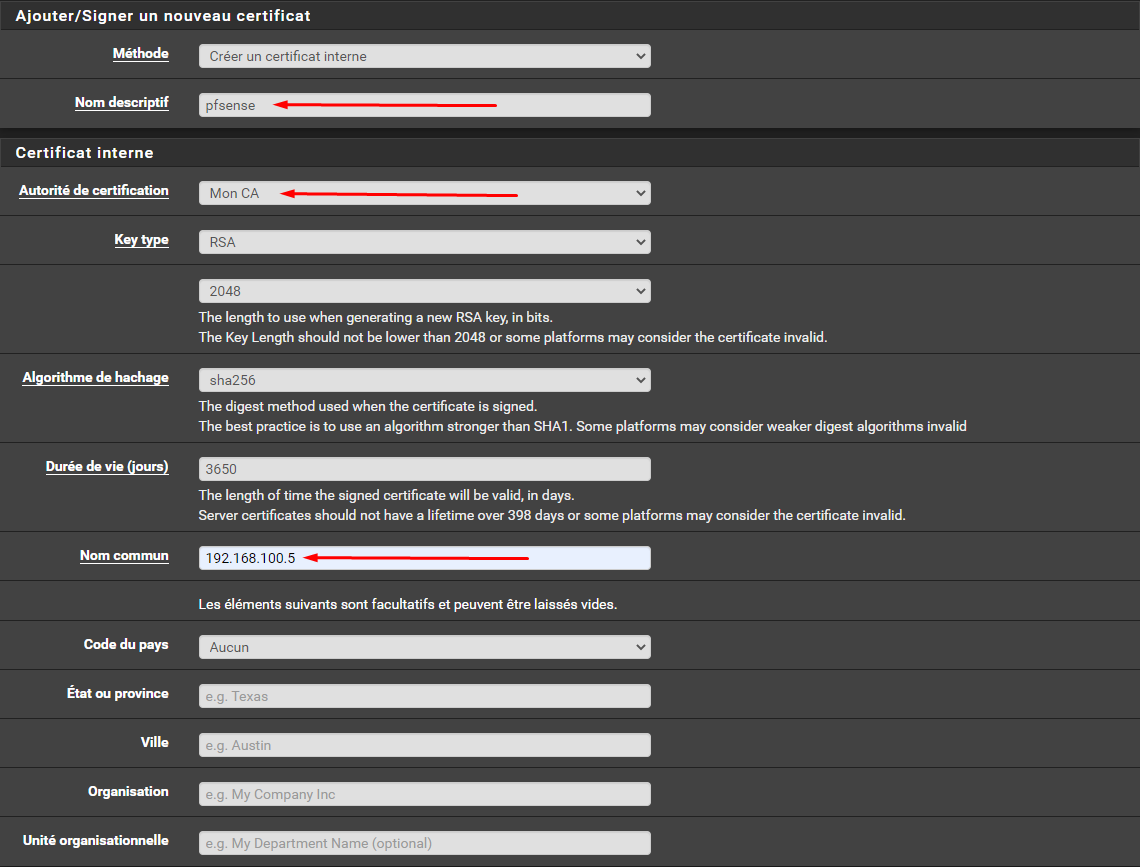 Ajouter/Signer un nouveau certificat
Méthode
Créer un certificat interne
Nom descriptif
pfsense
Certificat interne
Autorité de certification
Mon CA
Key type
RSA
2048
The length to use when generating a new RSA key, in bits.
The Key Length should not be lower than 2048 or some platforms may consider the certificate invalid.
Algorithme de hachage
sha256
The digest method used when the certificate is signed.
The best practice is to use an algorithm stronger than SHA1. Some platforms may consider weaker digest algorithms invalid
Durée de vie (jours)
3650
The length of time the signed certificate will be valid, in days.
Server certificates should not have a lifetime over 398 days or some platforms may consider the certificate invalid.
Nom commun
192.168.100.5
Les éléments suivants sont facultatifs et peuvent être laissés vides.
Code du pays
Aucun
État ou province
e.g. Texas
Ville
e.g. Austin
Organisation
e.g. My Company Inc
Unité organisationnelle
e.g. My Department Name (optional)